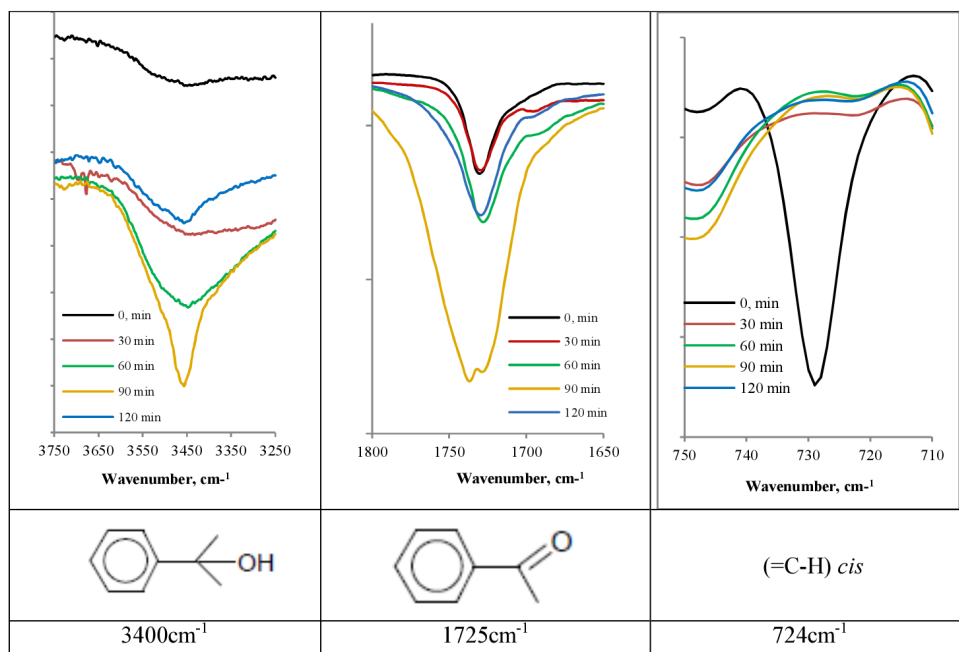 0, min
30 min
60 min
90 min
120 min
3750 3650 3550 3450 3350 3250
Wavenumber, cm-1
0, min
30 min
60 min
90 min
120 min
1800 1750 1700 1650
Wavenumber, cm-1
0, min
30 min
60 min
90 min
120 min
750 740 730 720 710
Wavenumber, cm-1
OH
O
(=C-H) cis
3400cm-1
1725cm-1
724cm-1